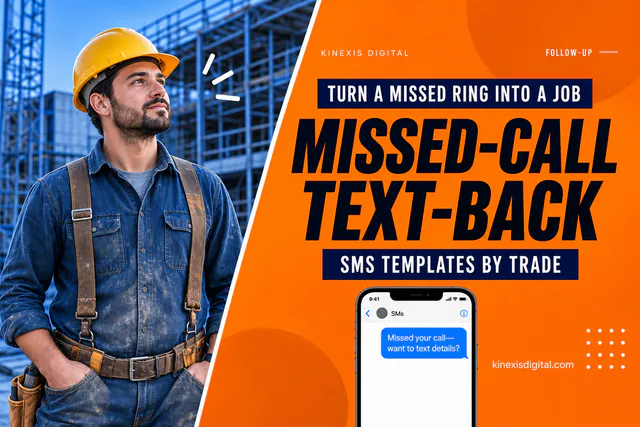 KINEXIS DIGITAL
FOLLOW-UP
TURN A MISSED RING INTO A JOB
MISSED-CALL
TEXT-BACK
SMS TEMPLATES BY TRADE
9:41
SMs
Missed your call—
want to text details?
kinexisdigital.com